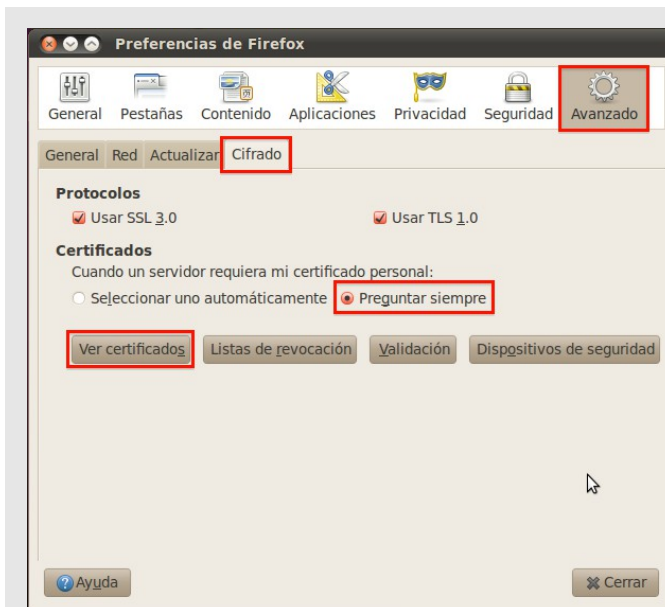 Preferencias de Firefox
General Pestañas Contenido Aplicaciones Privacidad Seguridad Avanzado
General Red Actualizar Cifrado
Protocolos
Usar SSL 3.0 Usar TLS 1.0
Certificados
Cuando un servidor requiera mi certificado personal:
Seleccionar uno automáticamente Preguntar siempre
Ver certificados Listas de revocación Validación Dispositivos de seguridad
Ayuda Cerrar